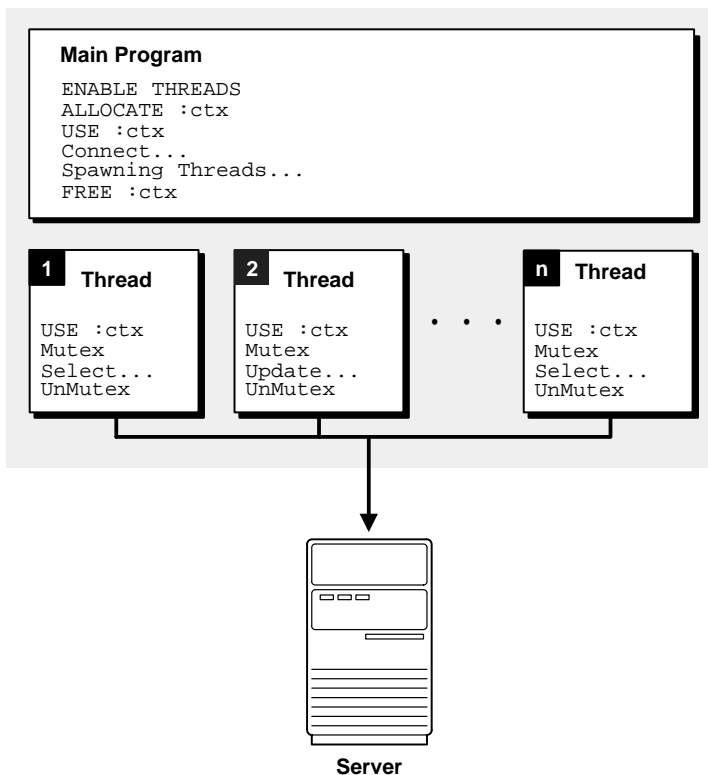 Main Program
ENABLE THREADS
ALLOCATE :ctx
USE :ctx
Connect...
Spawning Threads...
FREE :ctx
1
Thread
USE :ctx
Mutex
Select...
UnMutex
2
Thread
USE :ctx
Mutex
Update...
UnMutex
. . .
n
Thread
USE :ctx
Mutex
Select...
UnMutex
Server